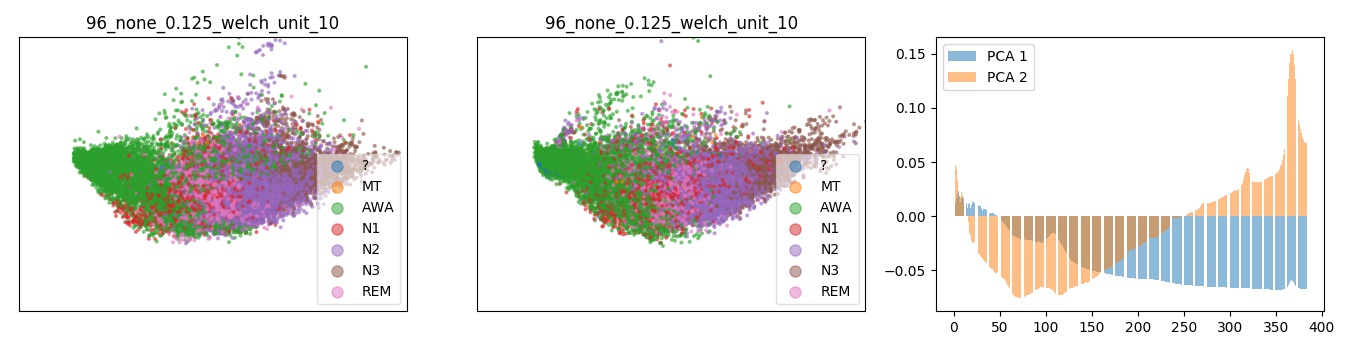 96_none_0.125_welch_unit_10
?
MT
AWA
N1
N2
N3
REM
96_none_0.125_welch_unit_10
?
MT
AWA
N1
N2
N3
REM
PCA 1
PCA 2
0.15
0.10
0.05
0.00
−0.05
0 50 100 150 200 250 300 350 400